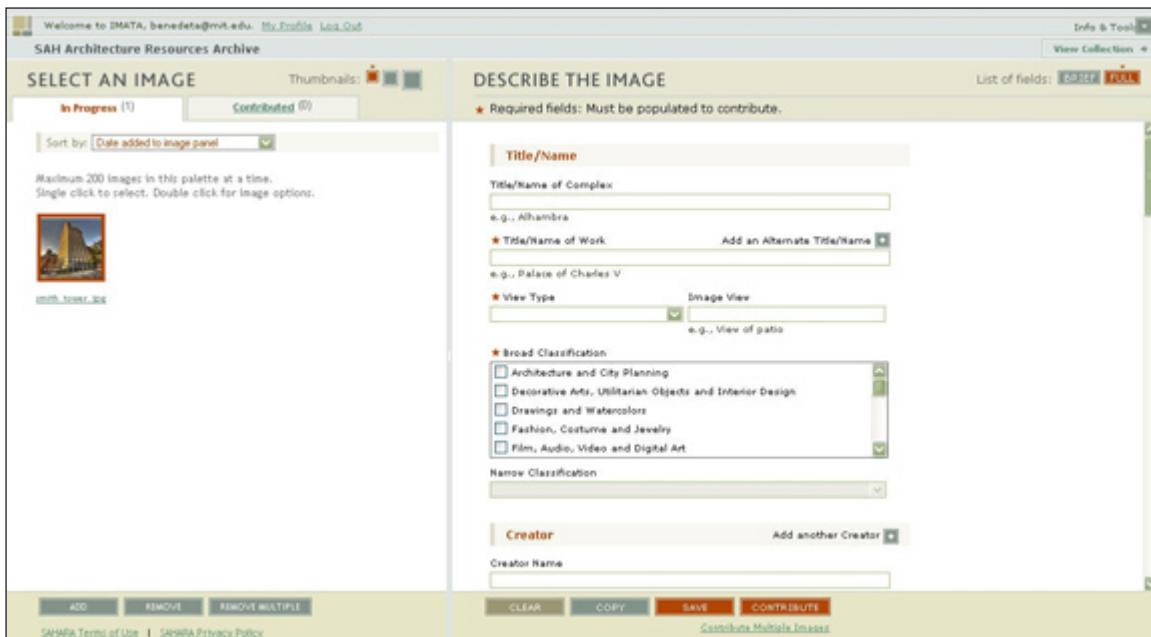 Welcome to IMATA, benedeta@mit.edu. My Profile Log Out
Info & Tools
SAH Architecture Resources Archive
View Collection
SELECT AN IMAGE
Thumbnails:
In Progress (1)
Contributed (0)
Sort by: Date added to image panel
Maximum 200 images in this palette at a time.
Single click to select. Double click for image options.
smith_tower.jpg
ADD
REMOVE
REMOVE MULTIPLE
SAHARA Terms of Use | SAHARA Privacy Policy
DESCRIBE THE IMAGE
List of fields: BRIEF FULL
★ Required fields: Must be populated to contribute.
Title/Name
Title/Name of Complex
e.g., Alhambra
★ Title/Name of Work
Add an Alternate Title/Name +
e.g., Palace of Charles V
★ View Type
Image View
e.g., View of patio
★ Broad Classification
Architecture and City Planning
Decorative Arts, Utilitarian Objects and Interior Design
Drawings and Watercolors
Fashion, Costume and Jewelry
Film, Audio, Video and Digital Art
Narrow Classification
Creator
Add another Creator +
Creator Name
CLEAR
COPY
SAVE
CONTRIBUTE
Contribute Multiple Images